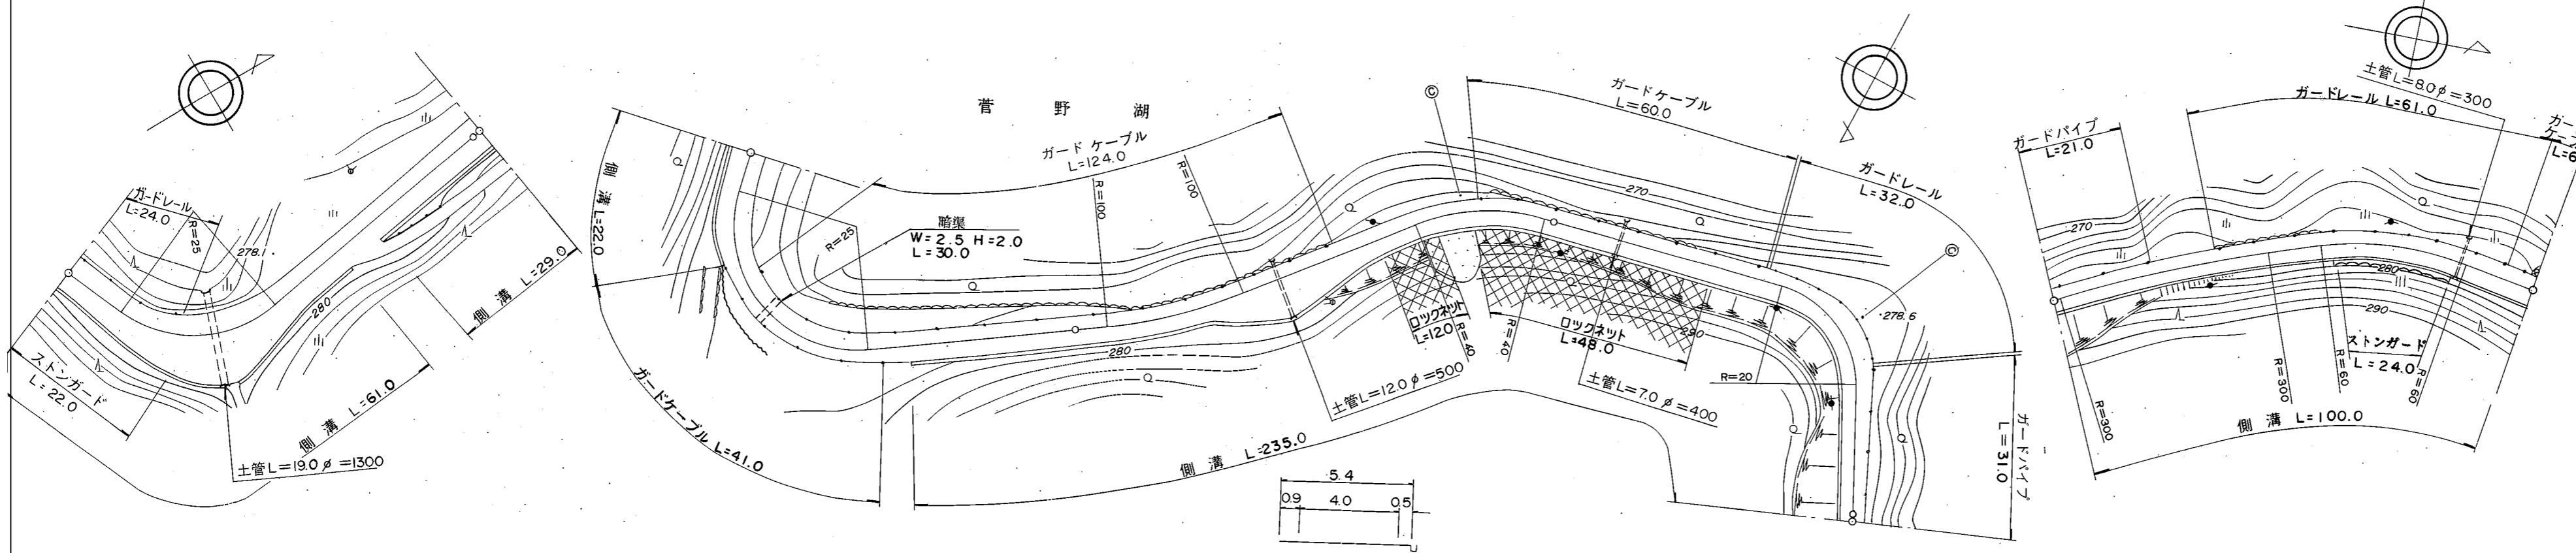 ガードレール
L=24.0
R=25
278.1
280
側溝 L=29.0
側溝 L=61.0
ストンガード
L=22.0
土管L=19.0φ=1300
菅野湖
側溝 L=22.0
ガードケーブル
L=124.0
R=100
R=100
R=25
暗渠
W=2.5 H=2.0
L=30.0
280
ガードケーブル L=41.0
側溝 L=235.0
土管L=12.0φ=500
©
ガードケーブル
L=60.0
270
ロックネット
L=12.0
R=40
R=40
ロックネット
L=48.0
290
土管L=7.0φ=400
R=20
ガードレール
L=32.0
©
278.6
ガードパイプ
L=31.0
5.4
0.9 4.0 0.5
ガードパイプ
L=21.0
270
土管L=8.0φ=300
ガードレール L=61.0
280
290
ストンガード
L=24.0
R=300
R=300
R=60
R=60
側溝 L=100.0